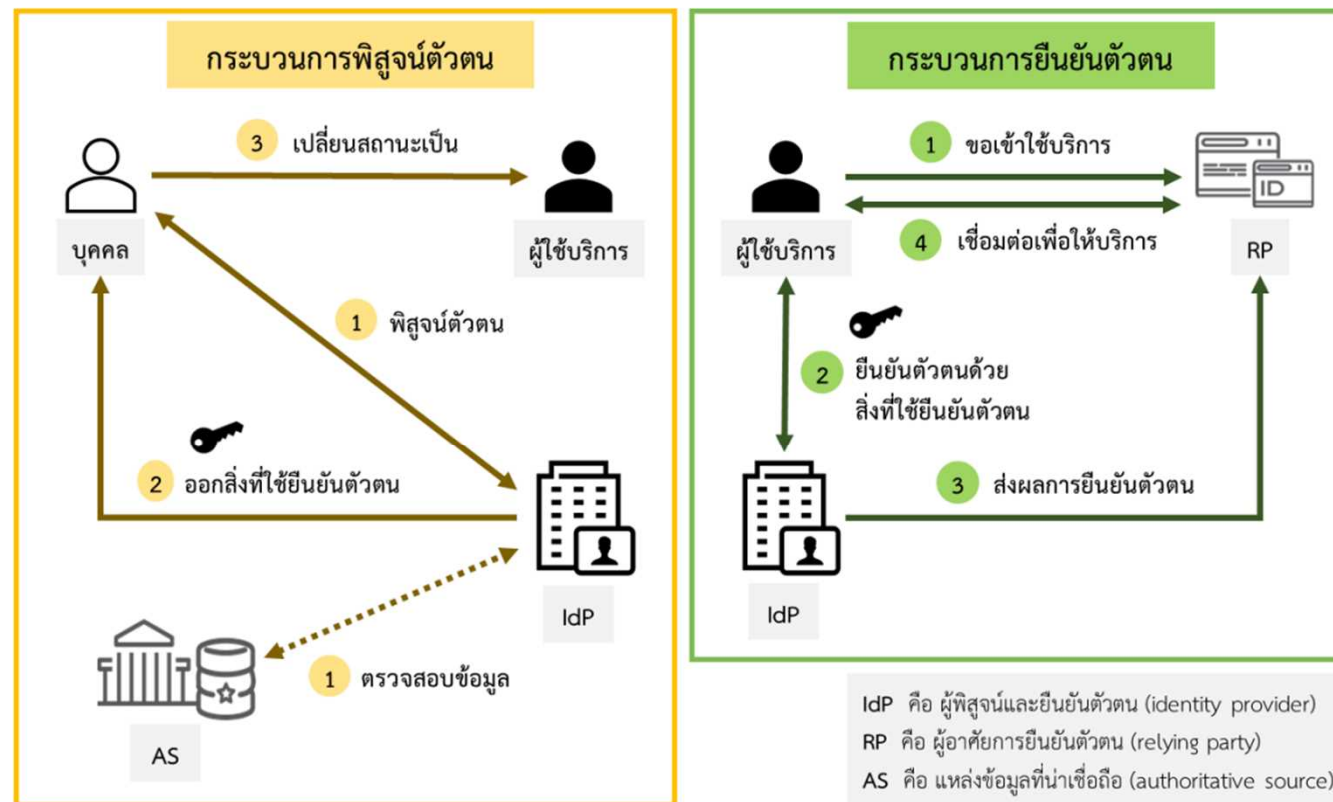 กระบวนการพิสูจน์ตัวตน
3 เปลี่ยนสถานะเป็น
บุคคล
ผู้ใช้บริการ
1 พิสูจน์ตัวตน
2 ออกสิ่งที่ใช้ยืนยันตัวตน
IdP
1 ตรวจสอบข้อมูล
AS
กระบวนการยืนยันตัวตน
1 ขอเข้าใช้บริการ
ID
4 เชื่อมต่อเพื่อให้บริการ
ผู้ใช้บริการ
RP
2 ยืนยันตัวตนด้วย
สิ่งที่ใช้ยืนยันตัวตน
3 ส่งผลการยืนยันตัวตน
IdP
IdP คือ ผู้พิสูจน์และยืนยันตัวตน (identity provider)
RP คือ ผู้อาศัยการยืนยันตัวตน (relying party)
AS คือ แหล่งข้อมูลที่น่าเชื่อถือ (authoritative source)